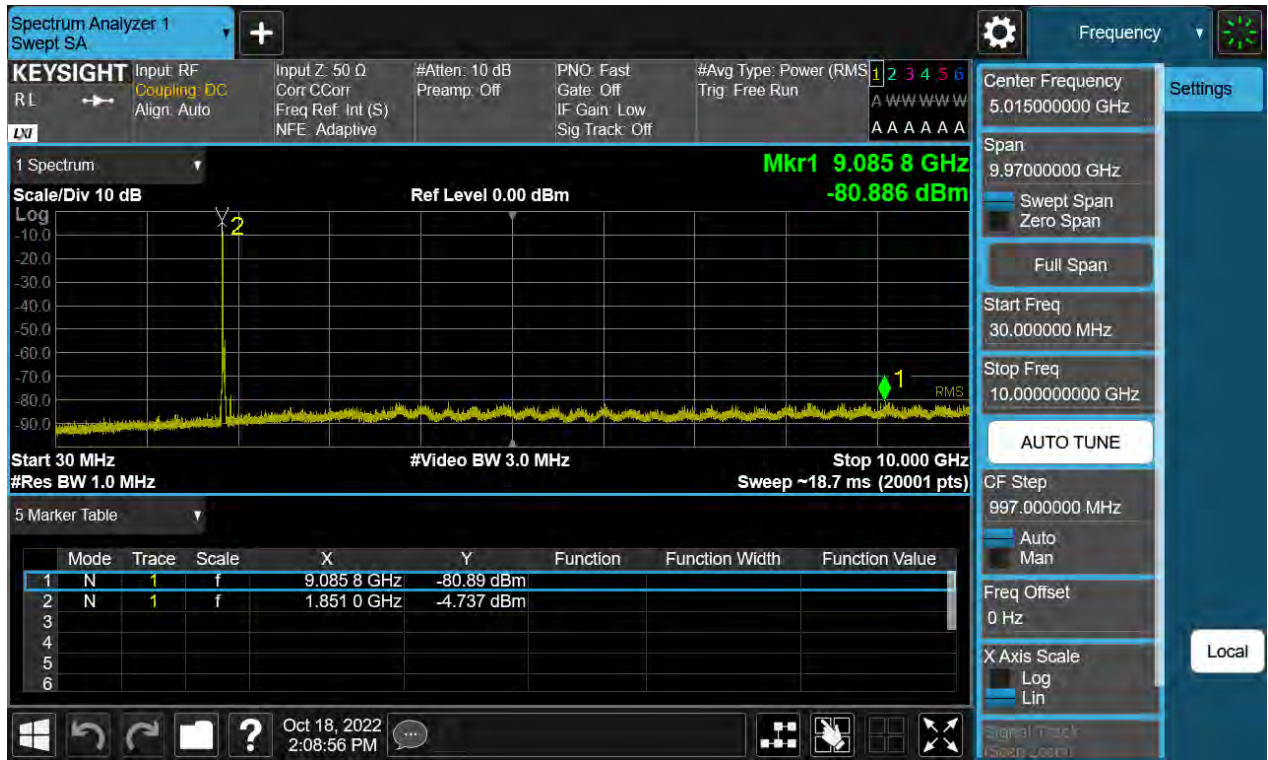 Spectrum Analyzer 1
Swept SA
+
Frequency
KEYSIGHT
RL
LXI
Input: RF
Coupling: DC
Align: Auto
Input Z: 50 Ω
Corr CCorr
Freq Ref: Int (S)
NFE: Adaptive
#Atten: 10 dB
Preamp: Off
PNO: Fast
Gate: Off
IF Gain: Low
Sig Track: Off
#Avg Type: Power (RMS
Trig: Free Run
1 2 3 4 5 6
A W W W W W
A A A A A A
1 Spectrum
Mkr1 9.085 8 GHz
-80.886 dBm
Scale/Div 10 dB
Ref Level 0.00 dBm
Log
-10.0
-20.0
-30.0
-40.0
-50.0
-60.0
-70.0
-80.0
-90.0
2
1
RMS
Start 30 MHz
#Video BW 3.0 MHz
Stop 10.000 GHz
#Res BW 1.0 MHz
Sweep ~18.7 ms (20001 pts)
5 Marker Table
Mode Trace Scale X Y Function Function Width Function Value
1 N 1 f 9.085 8 GHz -80.89 dBm
2 N 1 f 1.851 0 GHz -4.737 dBm
3
4
5
6
?
Oct 18, 2022
2:08:56 PM
Center Frequency
5.015000000 GHz
Span
9.97000000 GHz
Swept Span
Zero Span
Full Span
Start Freq
30.000000 MHz
Stop Freq
10.000000000 GHz
AUTO TUNE
CF Step
997.000000 MHz
Auto
Man
Freq Offset
0 Hz
X Axis Scale
Log
Lin
Signal Track
(Span Zoom)
Settings
Local